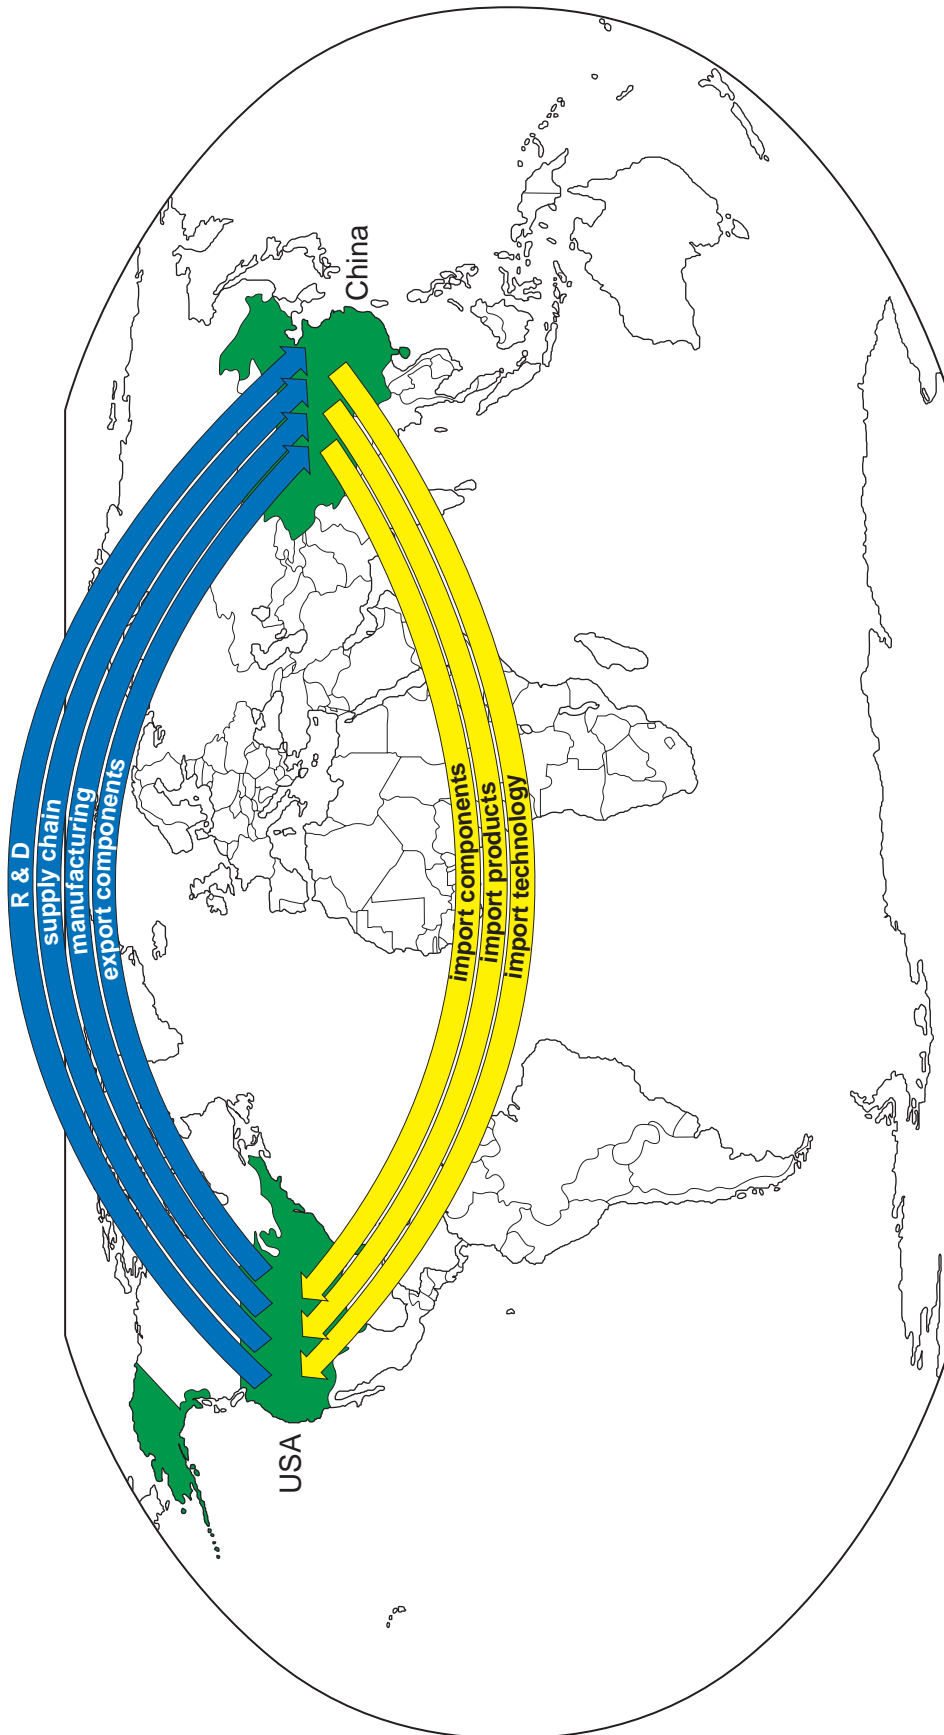 R & D
supply chain
manufacturing
export components
China
USA
import components
import products
import technology